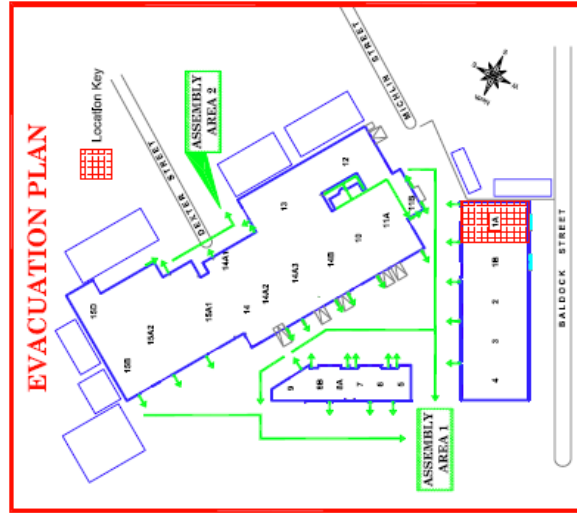 EVACUATION PLAN
Location Key
ASSEMBLY
AREA 2
DEXTER STREET
MICHLIN STREET
BALDOCK STREET
ASSEMBLY
AREA 1
15D
15B
15A2
15A1
14
14A1
14A2
14A3
14B
13
12
10
11A
11B
9
8B
8A
7
6
5
4
3
2
1B
1A